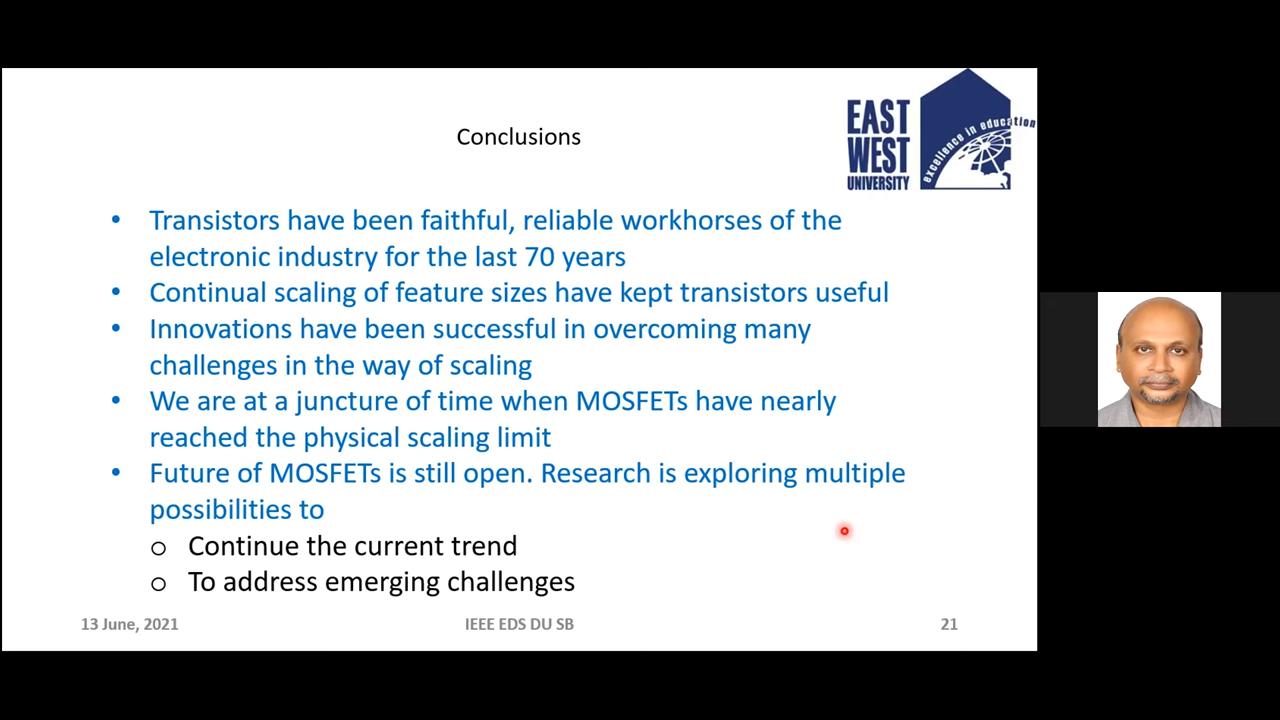 EAST
WEST
UNIVERSITY
excellence in education
Conclusions
• Transistors have been faithful, reliable workhorses of the
electronic industry for the last 70 years
• Continual scaling of feature sizes have kept transistors useful
• Innovations have been successful in overcoming many
challenges in the way of scaling
• We are at a juncture of time when MOSFETs have nearly
reached the physical scaling limit
• Future of MOSFETs is still open. Research is exploring multiple
possibilities to
o Continue the current trend
o To address emerging challenges
13 June, 2021
IEEE EDS DU SB
21